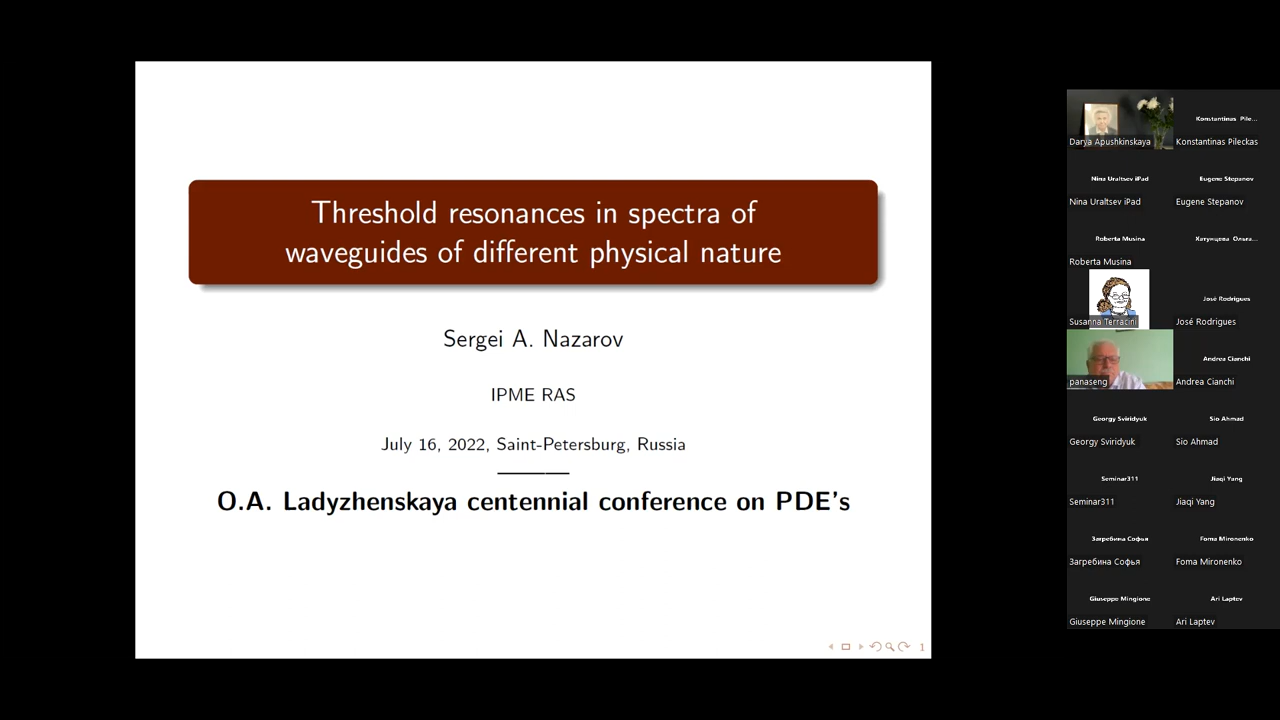 Threshold resonances in spectra of
waveguides of different physical nature
Sergei A. Nazarov
IPME RAS
July 16, 2022, Saint-Petersburg, Russia
O.A. Ladyzhenskaya centennial conference on PDE's
1
Darya Apushkinskaya
Konstantinas Pile...
Konstantinas Pileckas
Nina Uraltsev iPad
Nina Uraltsev iPad
Eugene Stepanov
Eugene Stepanov
Roberta Musina
Roberta Musina
Хатунцева Ольга...
Susanna Terracini
José Rodrigues
José Rodrigues
panaseng
Andrea Cianchi
Andrea Cianchi
Georgy Sviridyuk
Georgy Sviridyuk
Sio Ahmad
Sio Ahmad
Seminar311
Seminar311
Jiaqi Yang
Jiaqi Yang
Загребина Софья
Загребина Софья
Foma Mironenko
Foma Mironenko
Giuseppe Mingione
Giuseppe Mingione
Ari Laptev
Ari Laptev